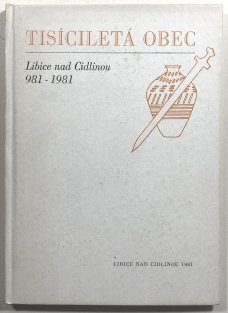 TISÍCILETÁ OBEC
Libice nad Cidlinou
981 - 1981
LIBICE NAD CIDLINOU 1981